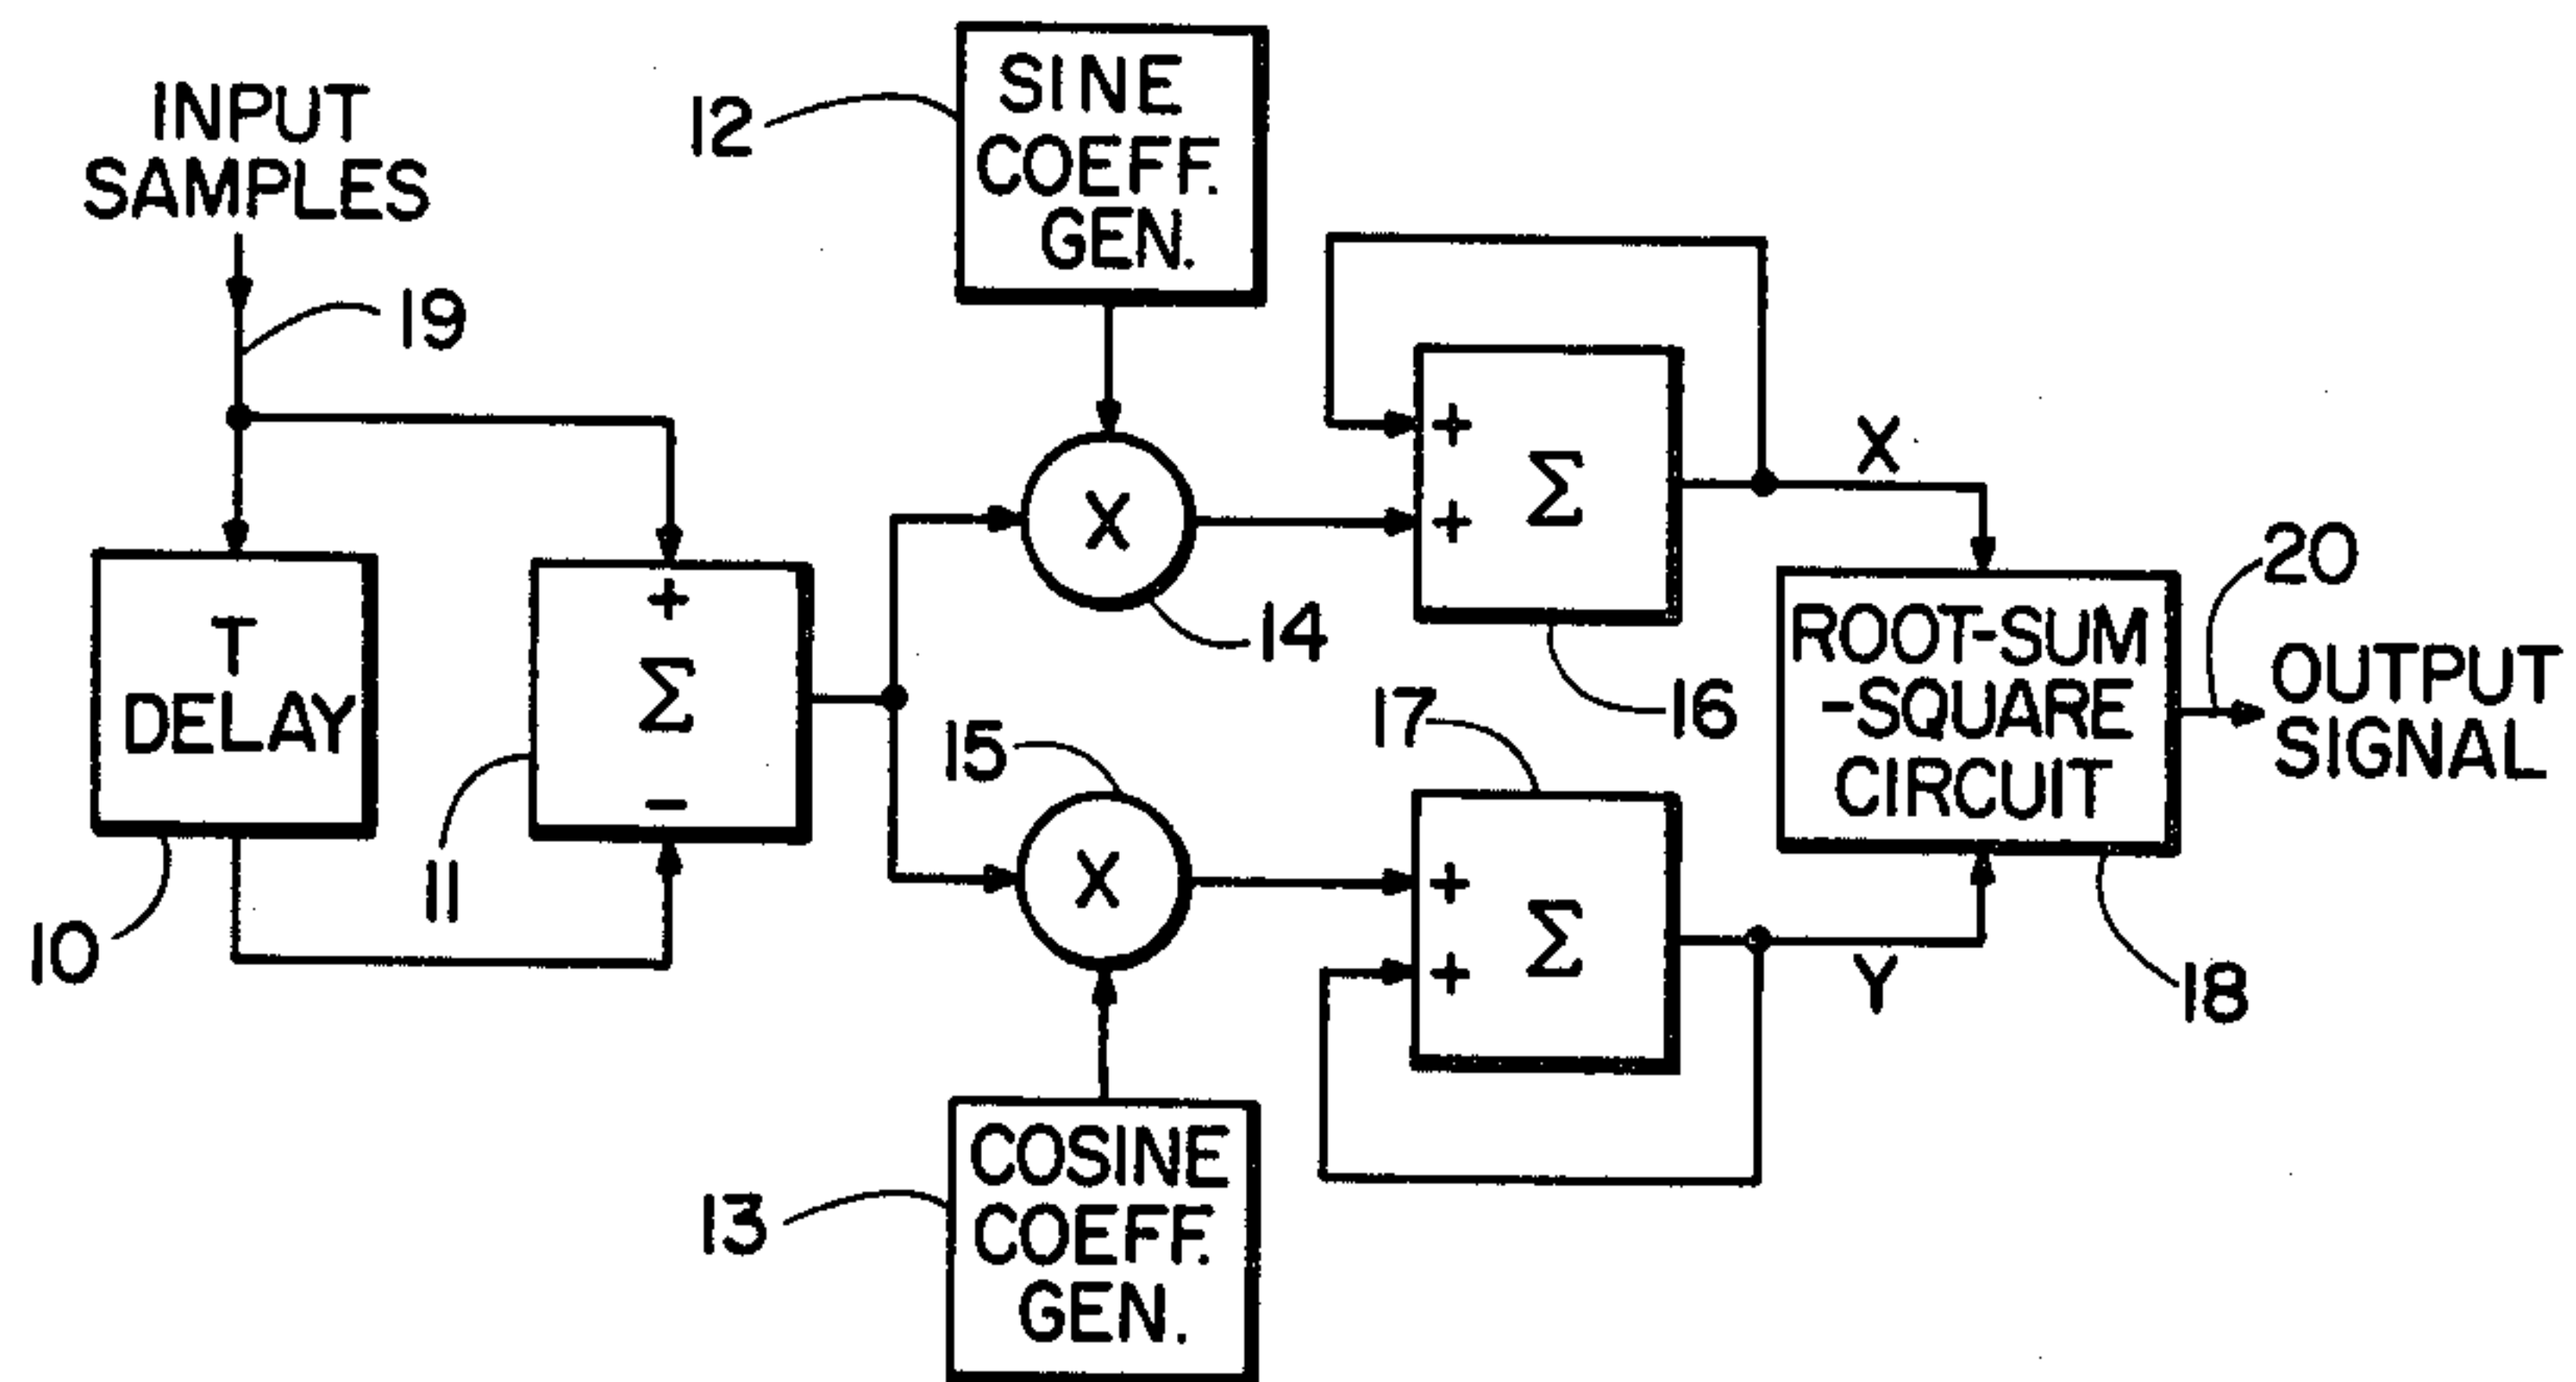 INPUT
SAMPLES
19
T
DELAY
10
+
Σ
-
11
12
SINE
COEFF.
GEN.
X
14
15
X
13
COSINE
COEFF.
GEN.
+
+
Σ
16
17
+
+
Σ
X
Y
ROOT-SUM
-SQUARE
CIRCUIT
18
20
OUTPUT
SIGNAL